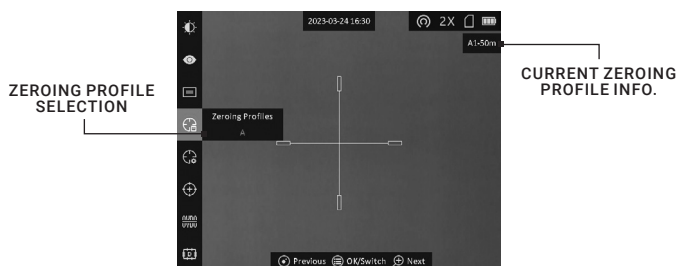 2023-03-24 16:30
2X
A1-50m
CURRENT ZEROING
PROFILE INFO.
ZEROING PROFILE
SELECTION
Zeroing Profiles
A
Previous OK/Switch Next